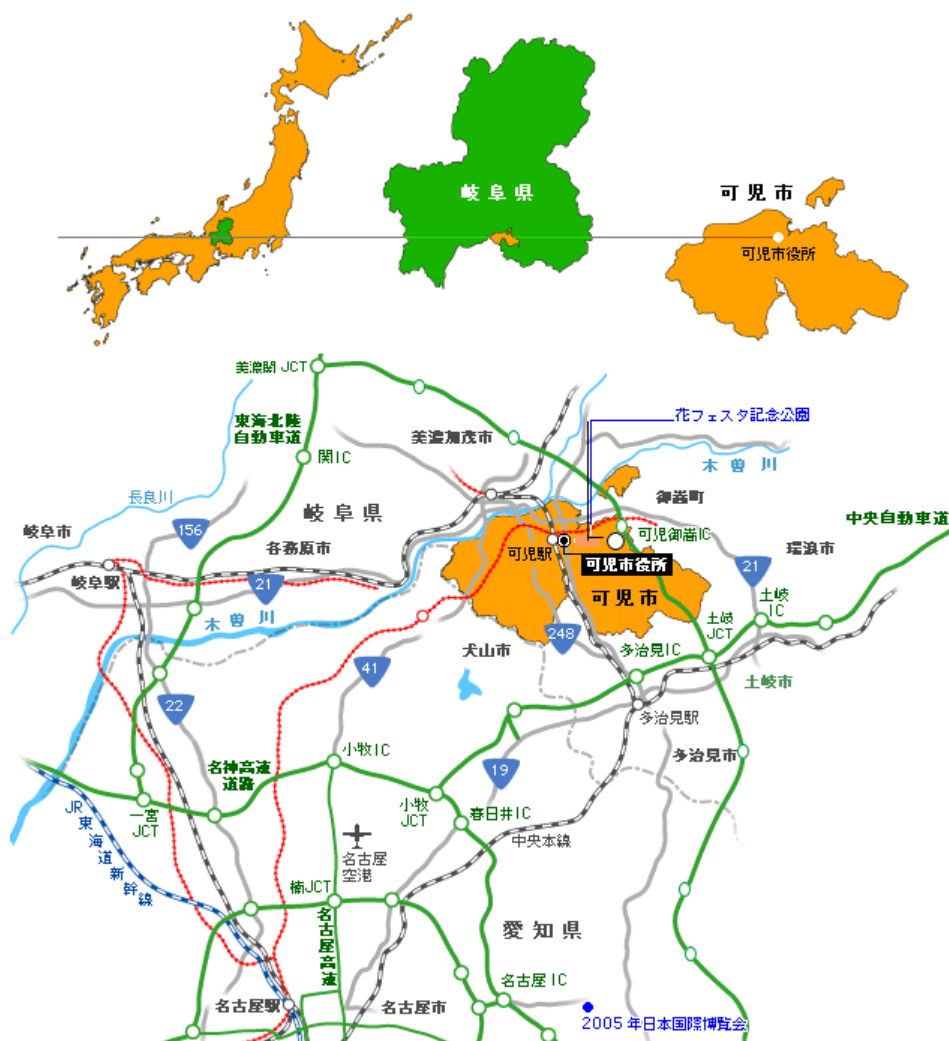 岐阜県
可児市
可児市役所
美濃関JCT
花フェスタ記念公園
東海北陸
自動車道
美濃加茂市
関IC
木曽川
長良川
御嵩町
岐阜県
156
中央自動車道
岐阜市
可児御嵩IC
各務原市
可児駅
瑞浪市
可児市役所
岐阜駅
21
21
土岐
IC
可児市
木曽川
土岐
JCT
248
犬山市
多治見IC
41
土岐市
22
多治見駅
小牧IC
多治見市
名神高速
道路
19
JR東海道新幹線
一宮
JCT
小牧
JCT
春日井IC
名古屋
空港
中央本線
楠JCT
名古屋高速
愛知県
名古屋IC
名古屋駅
名古屋市
2005年日本国際博覧会